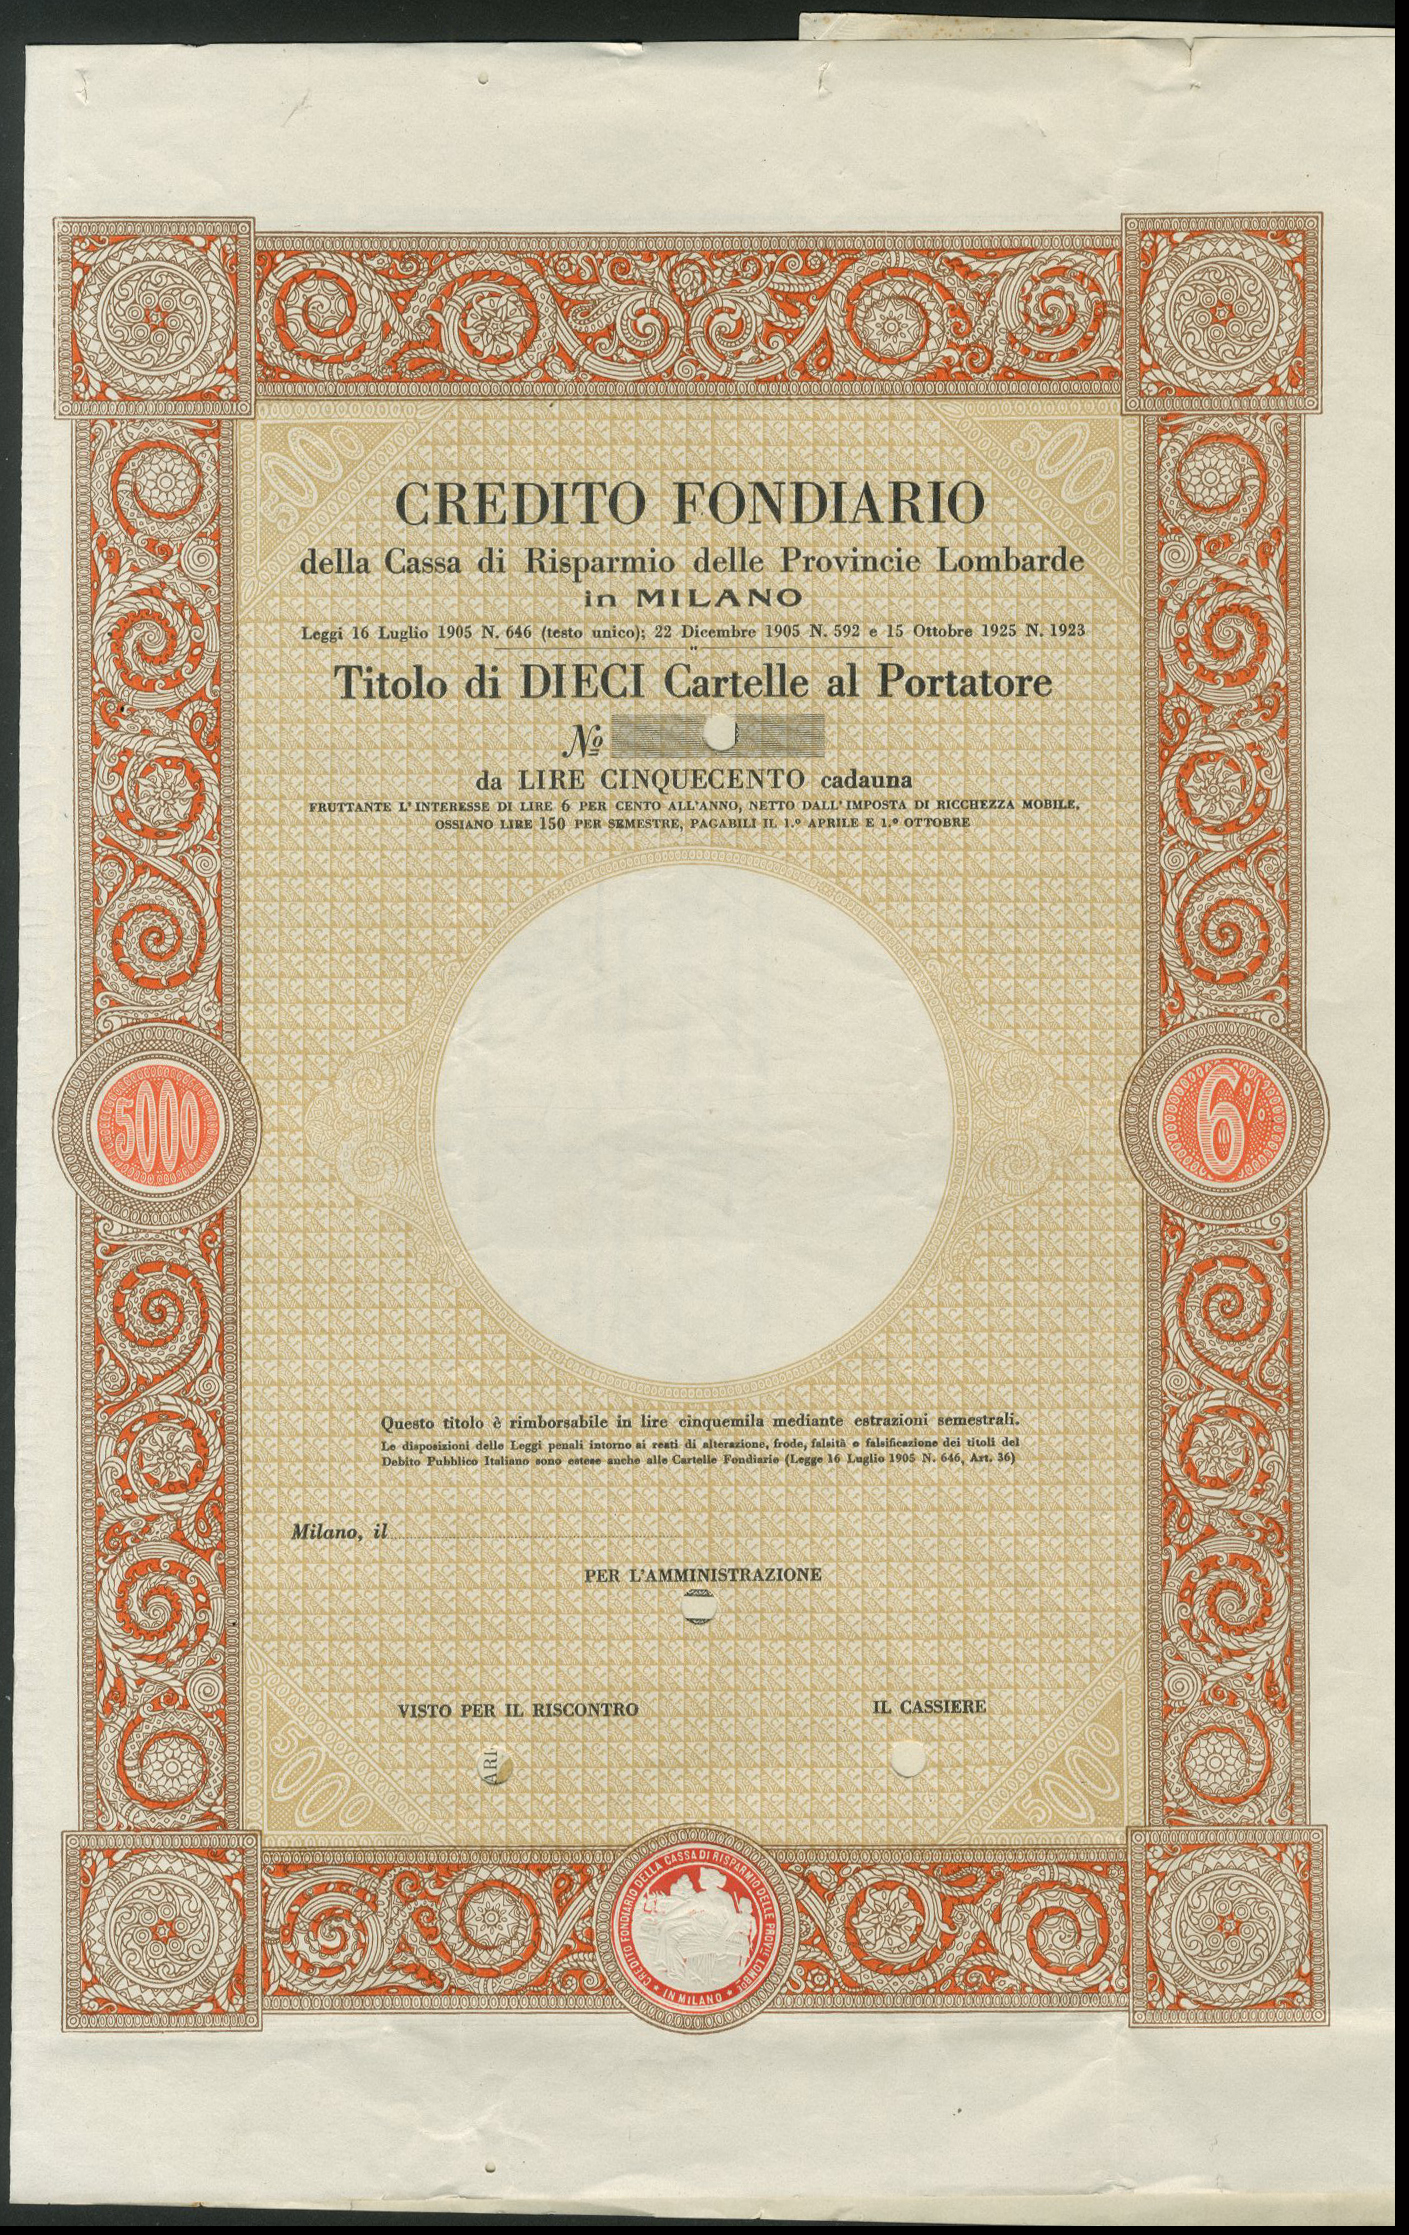 5000 5000
CREDITO FONDIARIO
della Cassa di Risparmio delle Provincie Lombarde
in MILANO
Leggi 16 Luglio 1905 N. 646 (testo unico); 22 Dicembre 1905 N. 592 e 15 Ottobre 1925 N. 1923
Titolo di DIECI Cartelle al Portatore
Nº
da LIRE CINQUECENTO cadauna
FRUTTANTE L'INTERESSE DI LIRE 6 PER CENTO ALL'ANNO, NETTO DALL'IMPOSTA DI RICCHEZZA MOBILE,
OSSIANO LIRE 150 PER SEMESTRE, PAGABILI IL 1.º APRILE E 1.º OTTOBRE
5000 6%
Questo titolo è rimborsabile in lire cinquemila mediante estrazioni semestrali.
Le disposizioni delle Leggi penali intorno ai reati di alterazione, frode, falsità o falsificazione dei titoli del
Debito Pubblico Italiano sono estese anche alle Cartelle Fondiarie (Legge 16 Luglio 1905 N. 646, Art. 36)
Milano, il
PER L'AMMINISTRAZIONE
VISTO PER IL RISCONTRO IL CASSIERE
5000 5000
CREDITO FONDIARIO DELLA CASSA DI RISPARMIO DELLE PROVIE LOMBDE
* IN MILANO *